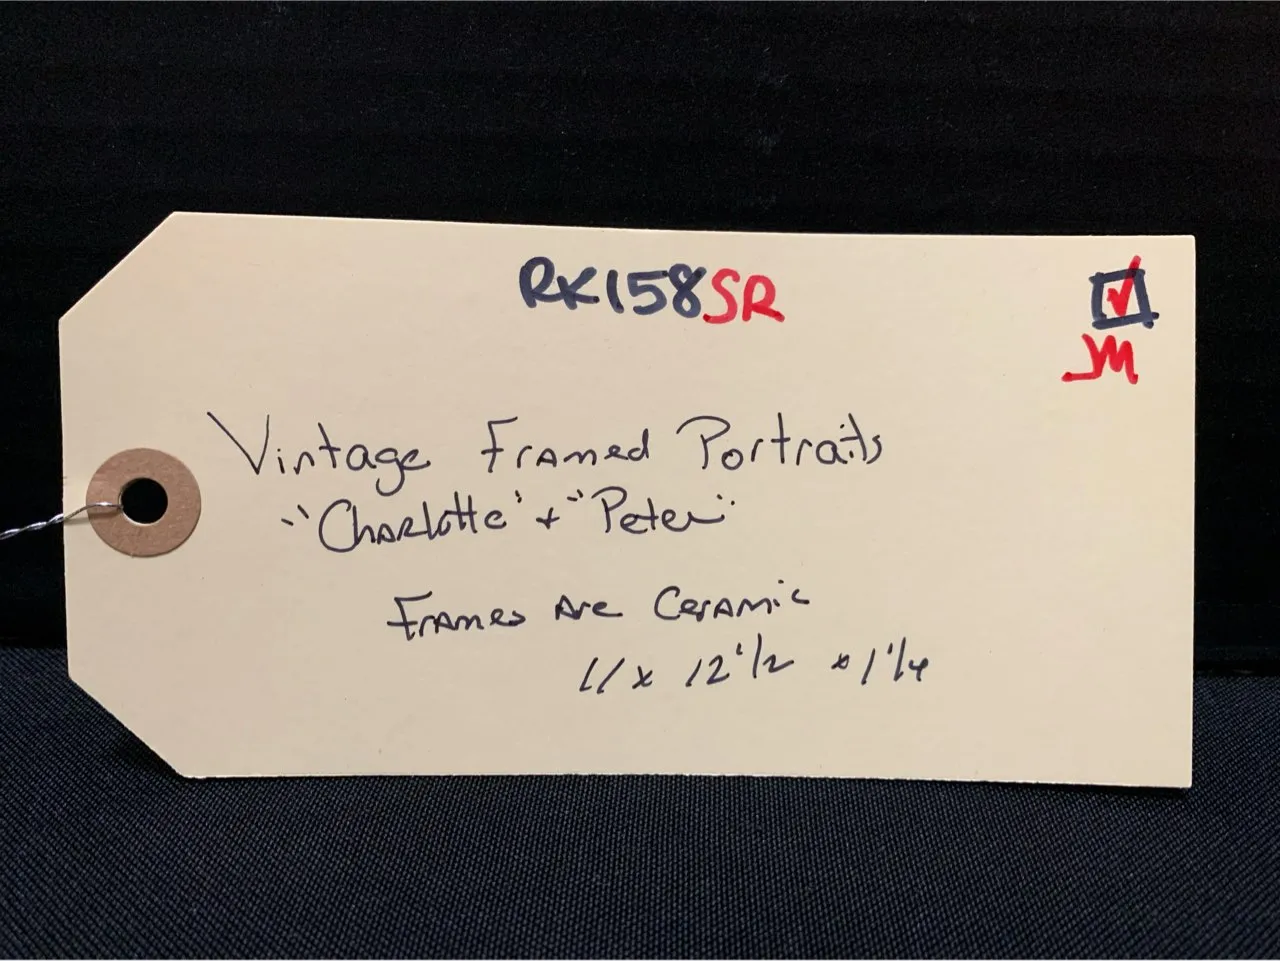 RK158SR
JM
Vintage Framed Portraits
"Charlotte" + "Peter"
Frames Are Ceramic
11 x 12 1/2 x 1 1/4